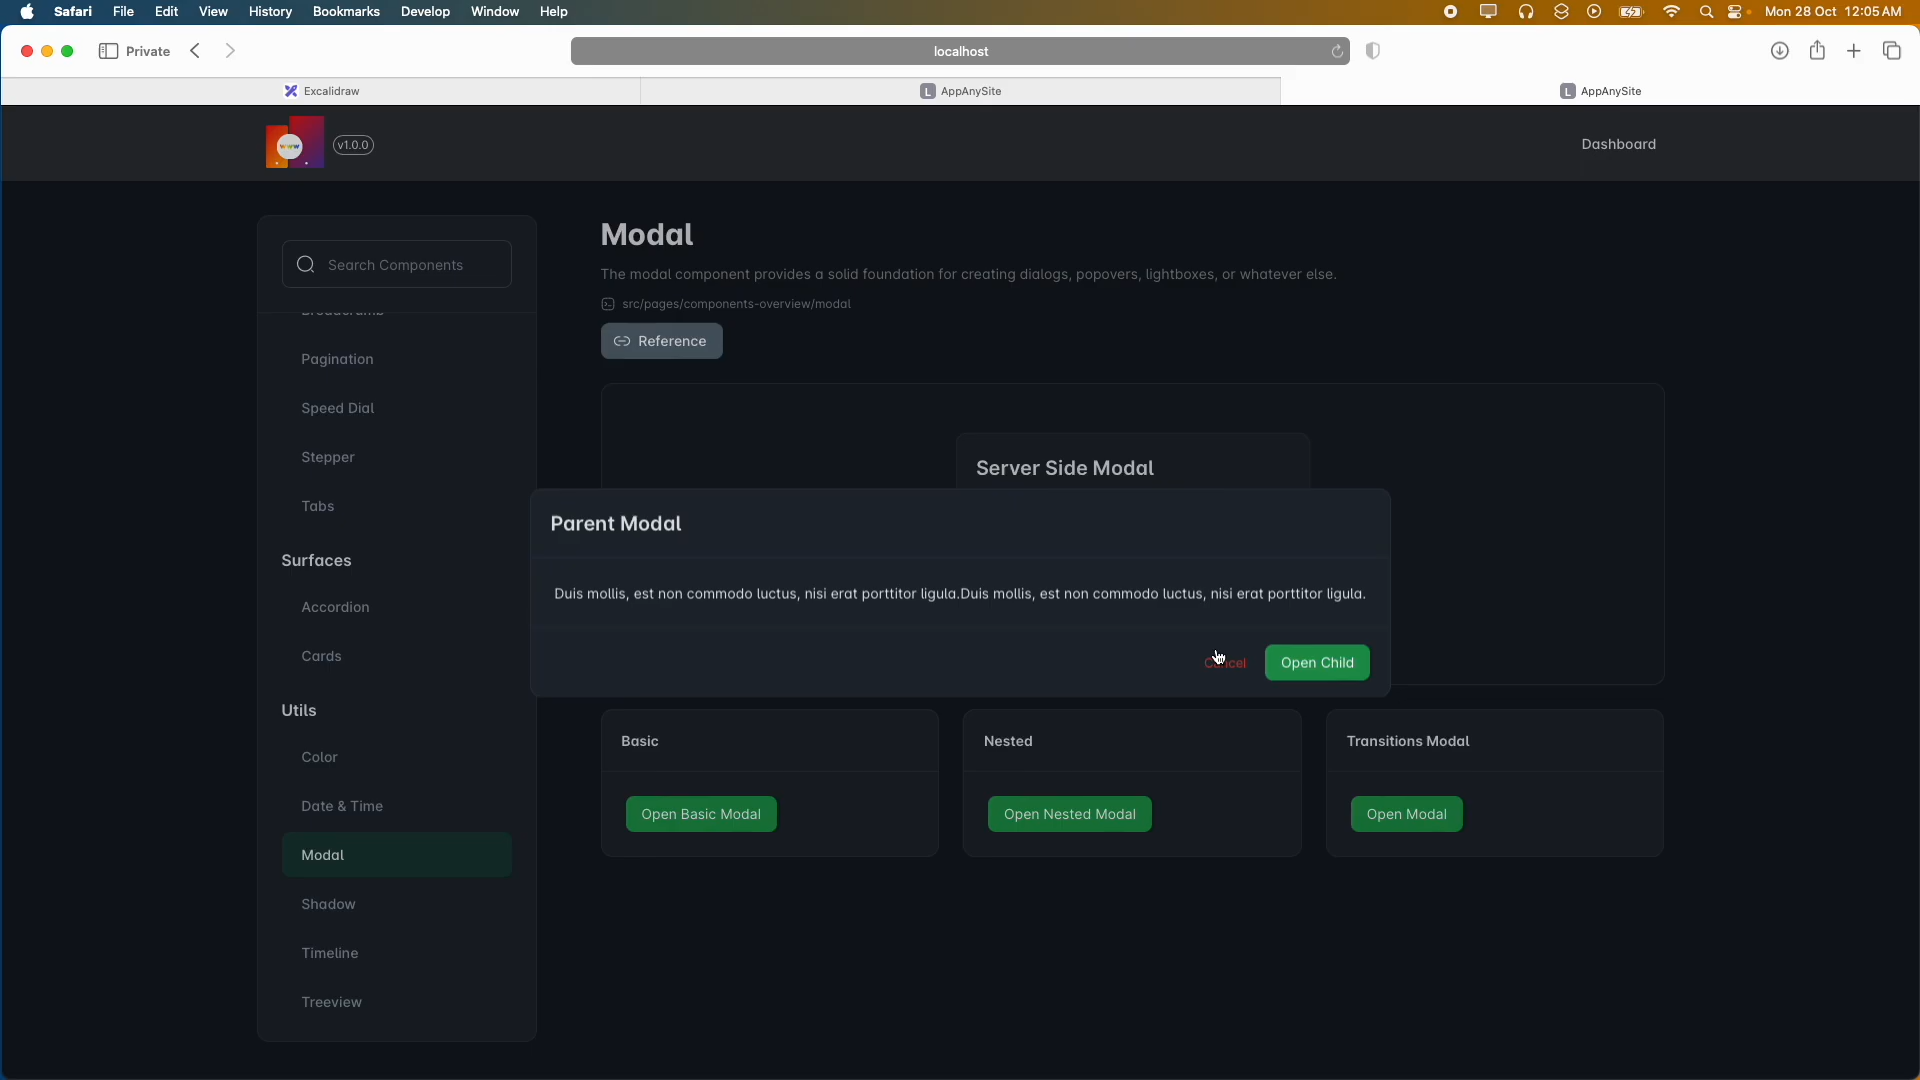 Safari File Edit View History Bookmarks Develop Window Help
Mon 28 Oct 12:05 AM
Private
localhost
Excalidraw
L AppAnySite
L AppAnySite
www
v1.0.0
Dashboard
Search Components
Breadcrumb
Pagination
Speed Dial
Stepper
Tabs
Surfaces
Accordion
Cards
Utils
Color
Date & Time
Modal
Shadow
Timeline
Treeview
Modal
The modal component provides a solid foundation for creating dialogs, popovers, lightboxes, or whatever else.
src/pages/components-overview/modal
Reference
Server Side Modal
Parent Modal
Duis mollis, est non commodo luctus, nisi erat porttitor ligula.Duis mollis, est non commodo luctus, nisi erat porttitor ligula.
Cancel
Open Child
Basic
Open Basic Modal
Nested
Open Nested Modal
Transitions Modal
Open Modal